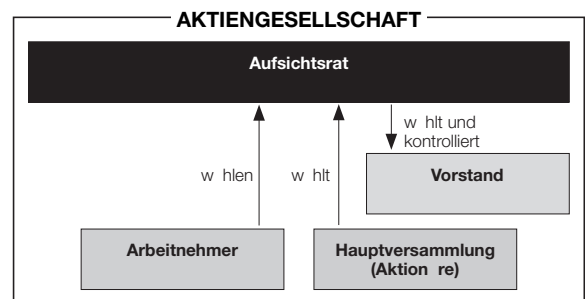 AKTIENGESELLSCHAFT
Aufsichtsrat
w hlt und
kontrolliert
w hlen
w hlt
Vorstand
Arbeitnehmer
Hauptversammlung
(Aktion re)